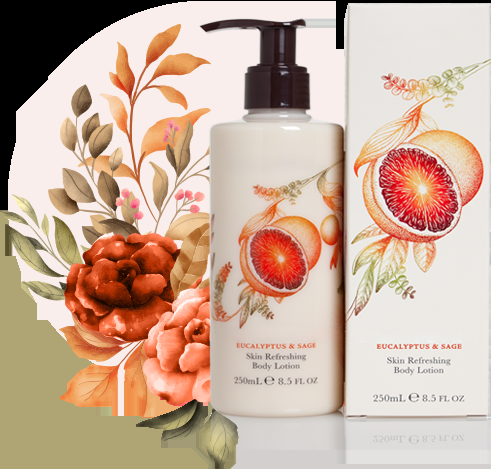 EUCALYPTUS & SAGE
Skin Refreshing
Body Lotion
250mL ℮ 8.5 FL OZ
EUCALYPTUS & SAGE
Skin Refreshing
Body Lotion
250mL ℮ 8.5 FL OZ